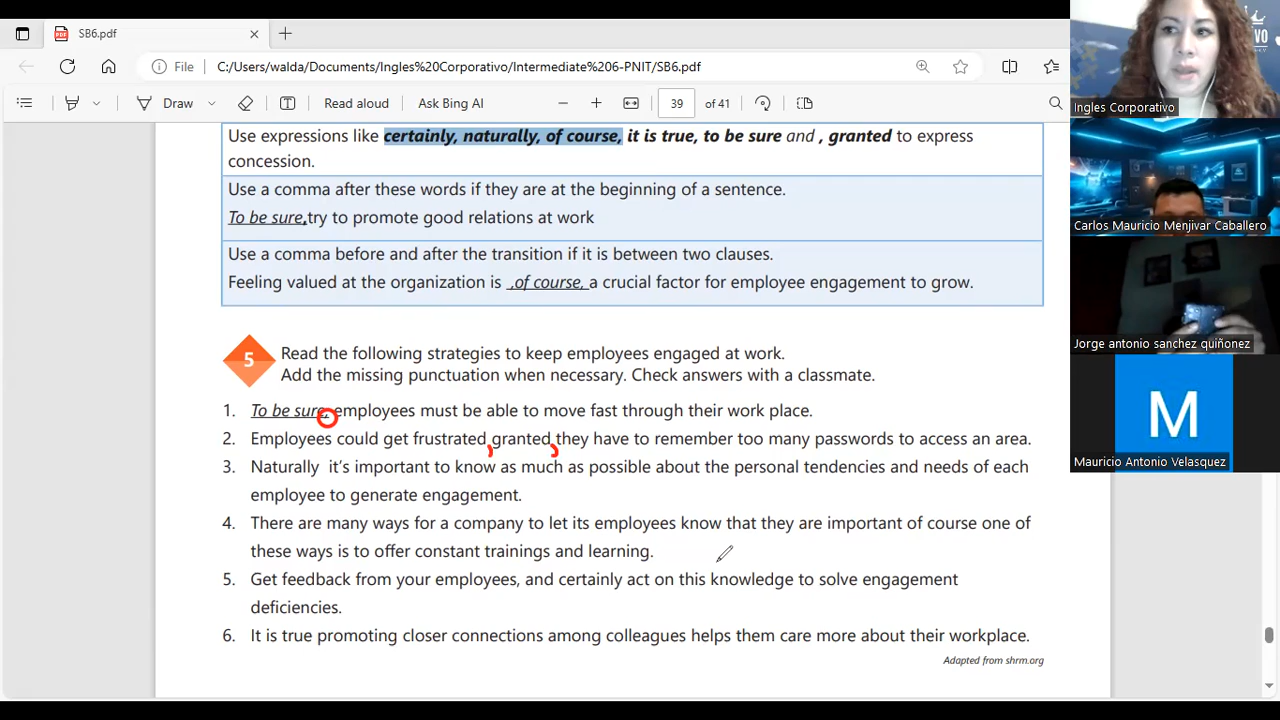 SB6.pdf
File
C:/Users/walda/Documents/Ingles%20Corporativo/Intermediate%206-PNIT/SB6.pdf
Draw
Read aloud
Ask Bing AI
39
of 41
Use expressions like certainly, naturally, of course, it is true, to be sure and , granted to express
concession.
Use a comma after these words if they are at the beginning of a sentence.
To be sure,try to promote good relations at work
Use a comma before and after the transition if it is between two clauses.
Feeling valued at the organization is ,of course, a crucial factor for employee engagement to grow.
5
Read the following strategies to keep employees engaged at work.
Add the missing punctuation when necessary. Check answers with a classmate.
1. To be sure, employees must be able to move fast through their work place.
2. Employees could get frustrated, granted, they have to remember too many passwords to access an area.
3. Naturally it's important to know as much as possible about the personal tendencies and needs of each
employee to generate engagement.
4. There are many ways for a company to let its employees know that they are important of course one of
these ways is to offer constant trainings and learning.
5. Get feedback from your employees, and certainly act on this knowledge to solve engagement
deficiencies.
6. It is true promoting closer connections among colleagues helps them care more about their workplace.
Adapted from shrm.org
Ingles Corporativo
Carlos Mauricio Menjivar Caballero
Jorge antonio sanchez quiñonez
M
Mauricio Antonio Velasquez